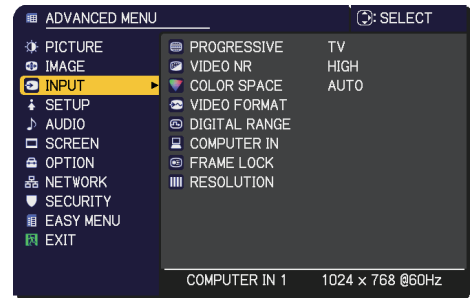 ADVANCED MENU : SELECT
PICTURE
IMAGE
INPUT
SETUP
AUDIO
SCREEN
OPTION
NETWORK
SECURITY
EASY MENU
EXIT
PROGRESSIVE TV
VIDEO NR HIGH
COLOR SPACE AUTO
VIDEO FORMAT
DIGITAL RANGE
COMPUTER IN
FRAME LOCK
RESOLUTION
COMPUTER IN 1 1024 × 768 @60Hz